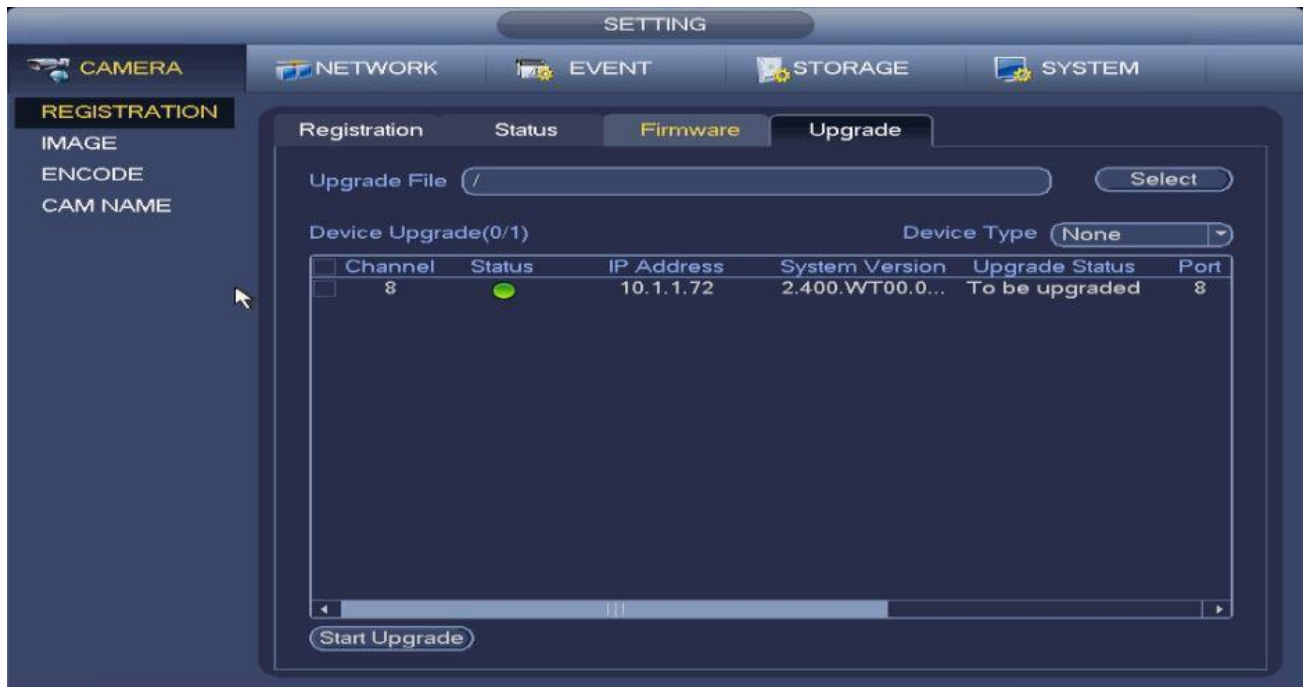 SETTING
CAMERA NETWORK EVENT STORAGE SYSTEM
REGISTRATION
IMAGE
ENCODE
CAM NAME
Registration Status Firmware Upgrade
Upgrade File / Select
Device Upgrade(0/1) Device Type None
Channel Status IP Address System Version Upgrade Status Port
8 10.1.1.72 2.400.WT00.0... To be upgraded 8
Start Upgrade